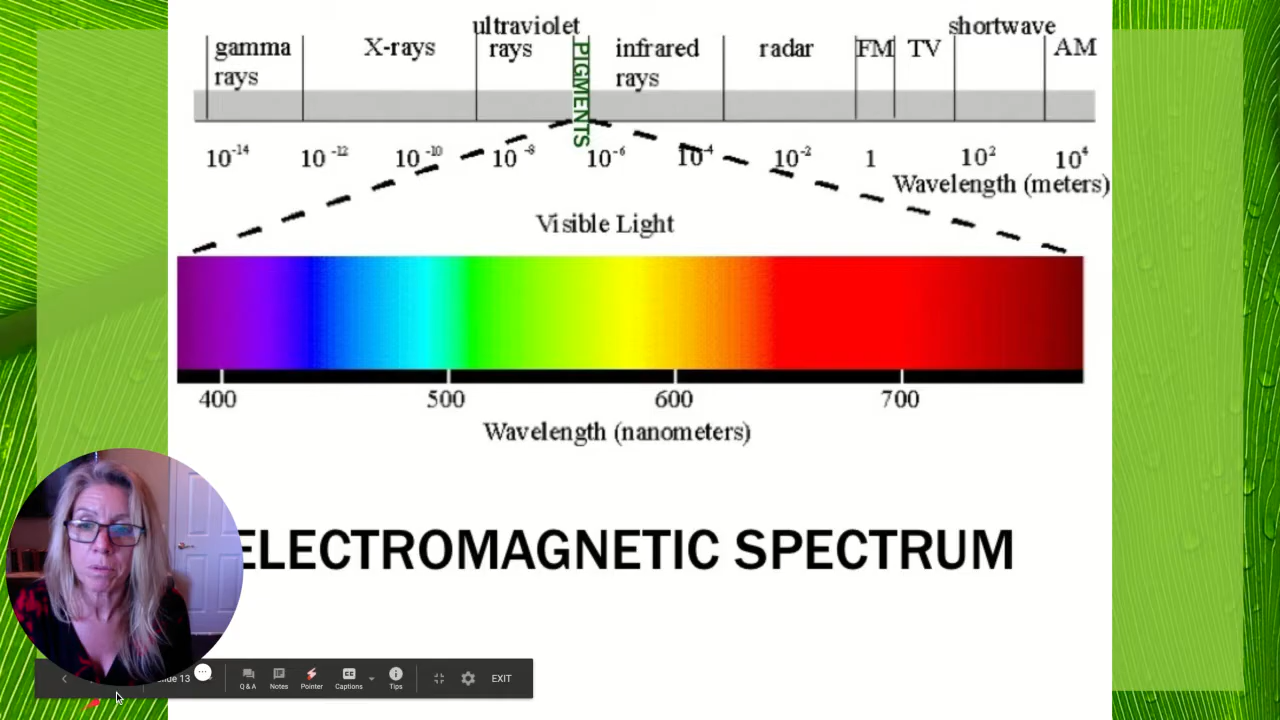 ultraviolet shortwave
gamma X-rays rays infrared radar FM TV AM
rays rays
PIGMENTS
10-14 10-12 10-10 10-8 10-6 10-4 10-2 1 10² 10⁴
Wavelength (meters)
Visible Light
400 500 600 700
Wavelength (nanometers)
ELECTROMAGNETIC SPECTRUM
13
Q & A Notes Pointer CC Captions Tips EXIT